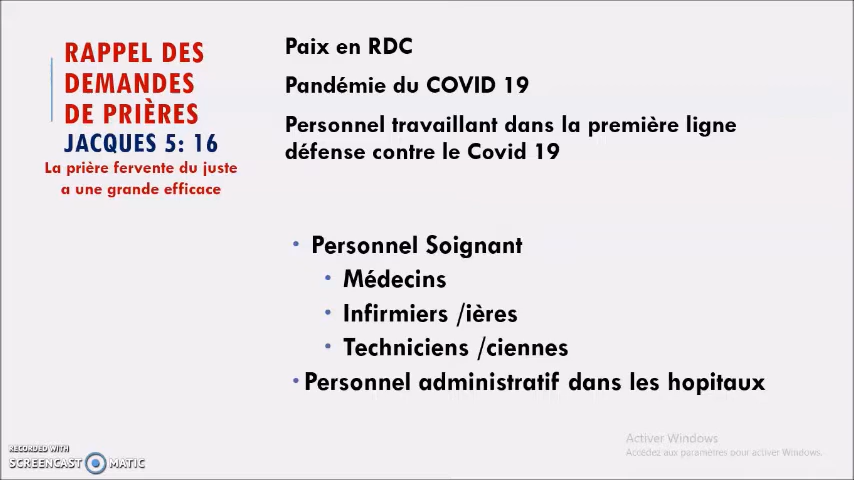 RAPPEL DES
DEMANDES
DE PRIÈRES
JACQUES 5: 16
La prière fervente du juste
a une grande efficace
Paix en RDC
Pandémie du COVID 19
Personnel travaillant dans la première ligne
défense contre le Covid 19
• Personnel Soignant
• Médecins
• Infirmiers /ières
• Techniciens /ciennes
• Personnel administratif dans les hopitaux
Activer Windows
Accédez aux paramètres pour activer Windows.
RECORDED WITH
SCREENCAST MATIC